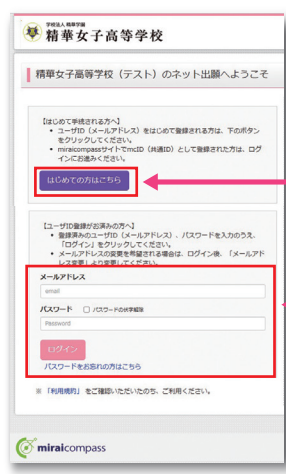 学校法人 精華学園
精華女子高等学校
精華女子高等学校（テスト）のネット出願へようこそ
【はじめて手続される方へ】
• ユーザID（メールアドレス）をはじめて登録される方は、下のボタン
をクリックしてください。
• miraicompassサイトでmcID（共通ID）として登録された方は、ログ
インにお進みください。
はじめての方はこちら
【ユーザID登録がお済みの方へ】
• 登録済みのユーザID（メールアドレス）、パスワードを入力のうえ、
「ログイン」をクリックしてください。
• メールアドレスの変更を希望される場合は、ログイン後、「メールアド
レス変更」より変更してください。
メールアドレス
email
パスワード □ パスワードの伏字解除
Password
ログイン
パスワードをお忘れの方はこちら
※ 「利用規約」 をご確認いただいたのち、ご利用ください。
miraicompass